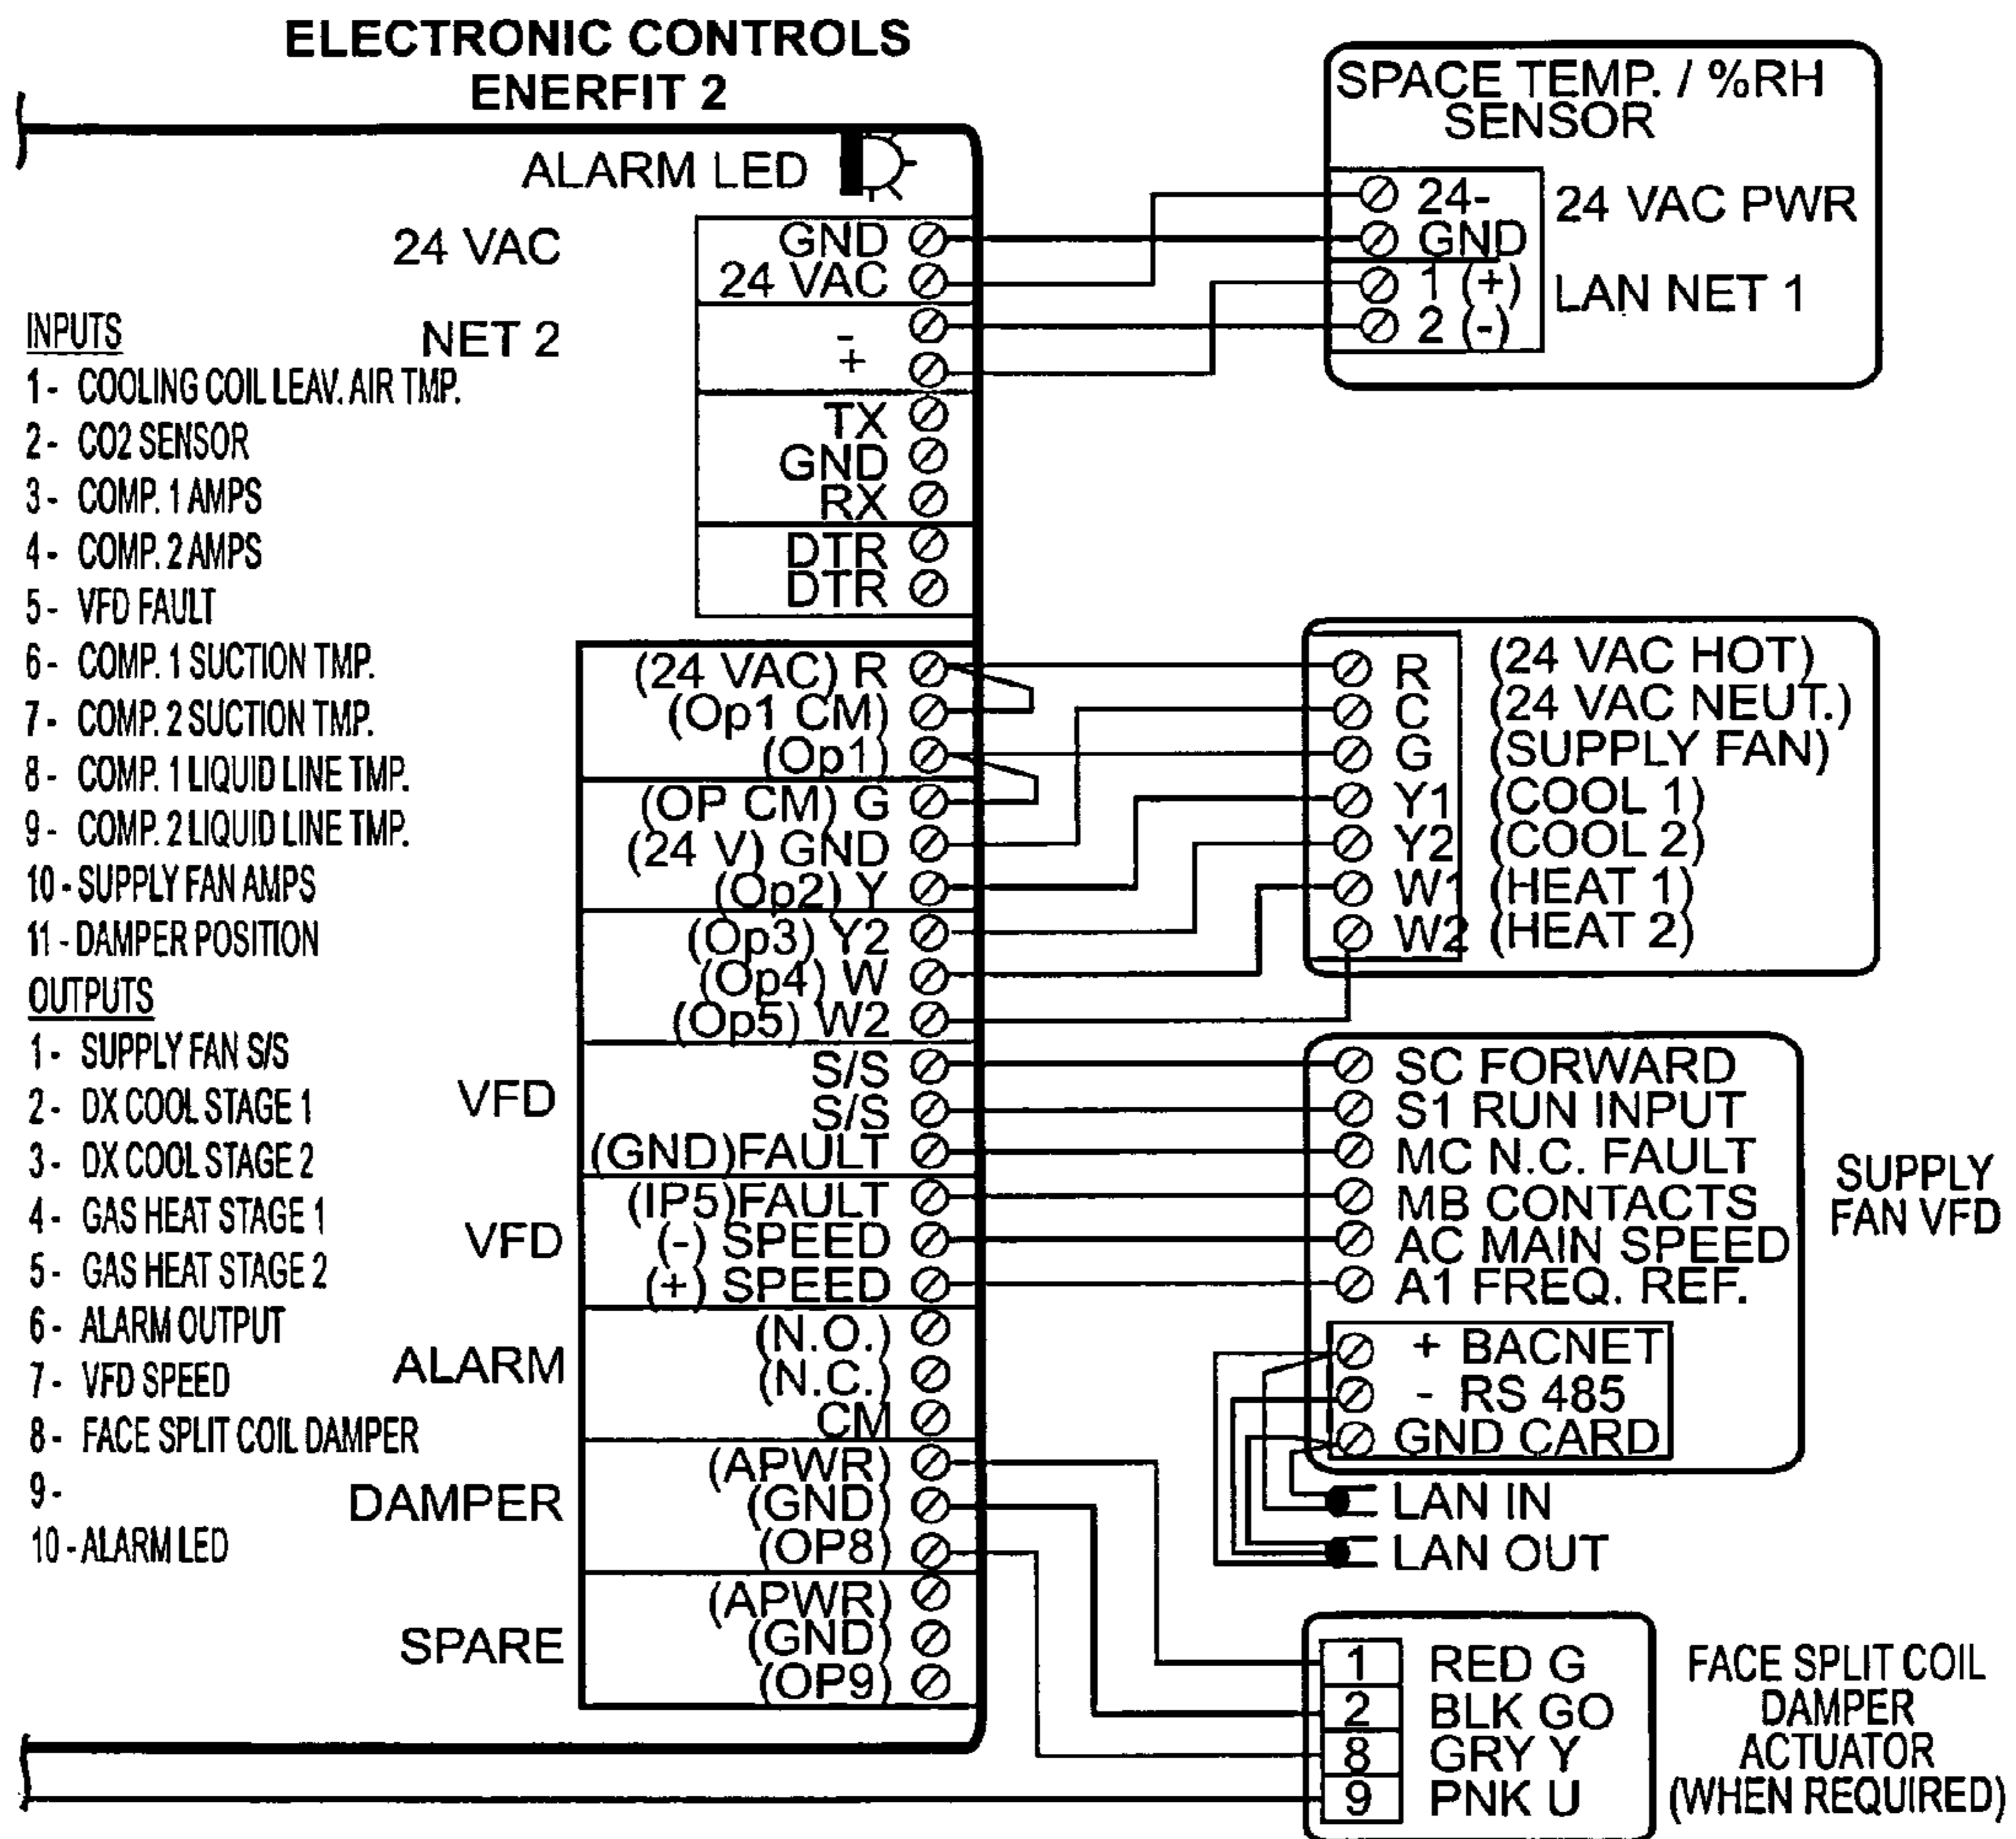 ELECTRONIC CONTROLS
ENERFIT 2
ALARM LED
24 VAC
GND
24 VAC
NET 2
-
+
TX
GND
RX
DTR
DTR
INPUTS
1- COOLING COIL LEAV. AIR TMP.
2- CO2 SENSOR
3- COMP. 1 AMPS
4- COMP. 2 AMPS
5- VFD FAULT
6- COMP. 1 SUCTION TMP.
7- COMP. 2 SUCTION TMP.
8- COMP. 1 LIQUID LINE TMP.
9- COMP. 2 LIQUID LINE TMP.
10- SUPPLY FAN AMPS
11- DAMPER POSITION
OUTPUTS
1- SUPPLY FAN S/S
2- DX COOL STAGE 1
3- DX COOL STAGE 2
4- GAS HEAT STAGE 1
5- GAS HEAT STAGE 2
6- ALARM OUTPUT
7- VFD SPEED
8- FACE SPLIT COIL DAMPER
9-
10- ALARM LED
(24 VAC) R
(Op1 CM)
(Op1)
(OP CM) G
(24 V) GND
(Op2) Y
(Op3) Y2
(Op4) W
(Op5) W2
VFD
S/S
S/S
(GND)FAULT
VFD
(IP5)FAULT
(-) SPEED
(+) SPEED
ALARM
(N.O.)
(N.C.)
CM
DAMPER
(APWR)
(GND)
(OP8)
SPARE
(APWR)
(GND)
(OP9)
SPACE TEMP. / %RH
SENSOR
24-
GND
24 VAC PWR
1 (+)
2 (-)
LAN NET 1
R (24 VAC HOT)
C (24 VAC NEUT.)
G (SUPPLY FAN)
Y1 (COOL 1)
Y2 (COOL 2)
W1 (HEAT 1)
W2 (HEAT 2)
SC FORWARD
S1 RUN INPUT
MC N.C. FAULT
MB CONTACTS
AC MAIN SPEED
A1 FREQ. REF.
+ BACNET
- RS 485
GND CARD
SUPPLY
FAN VFD
LAN IN
LAN OUT
1 RED G
2 BLK GO
8 GRY Y
9 PNK U
FACE SPLIT COIL
DAMPER
ACTUATOR
(WHEN REQUIRED)